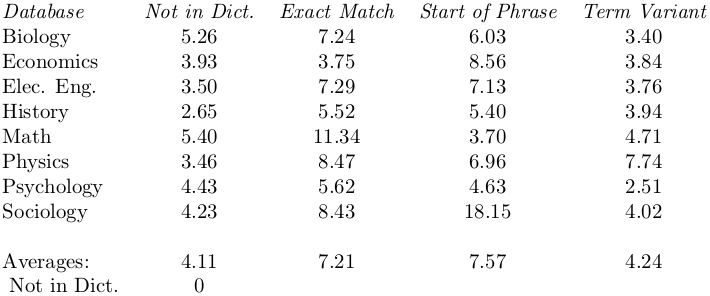 Database Not in Dict. Exact Match Start of Phrase Term Variant
Biology 5.26 7.24 6.03 3.40
Economics 3.93 3.75 8.56 3.84
Elec. Eng. 3.50 7.29 7.13 3.76
History 2.65 5.52 5.40 3.94
Math 5.40 11.34 3.70 4.71
Physics 3.46 8.47 6.96 7.74
Psychology 4.43 5.62 4.63 2.51
Sociology 4.23 8.43 18.15 4.02
Averages: 4.11 7.21 7.57 4.24
Not in Dict. 0